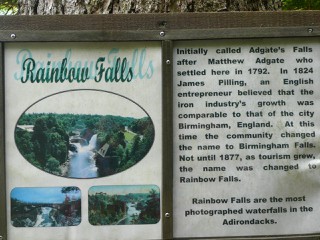 Rainbow Falls
Initially called Adgate's Falls
after Matthew Adgate who
settled here in 1792. In 1824
James Pilling, an English
entrepreneur believed that the
iron industry's growth was
comparable to that of the city
Birmingham, England. At this
time the community changed
the name to Birmingham Falls.
Not until 1877, as tourism grew,
the name was changed to
Rainbow Falls.
Rainbow Falls are the most
photographed waterfalls in the
Adirondacks.